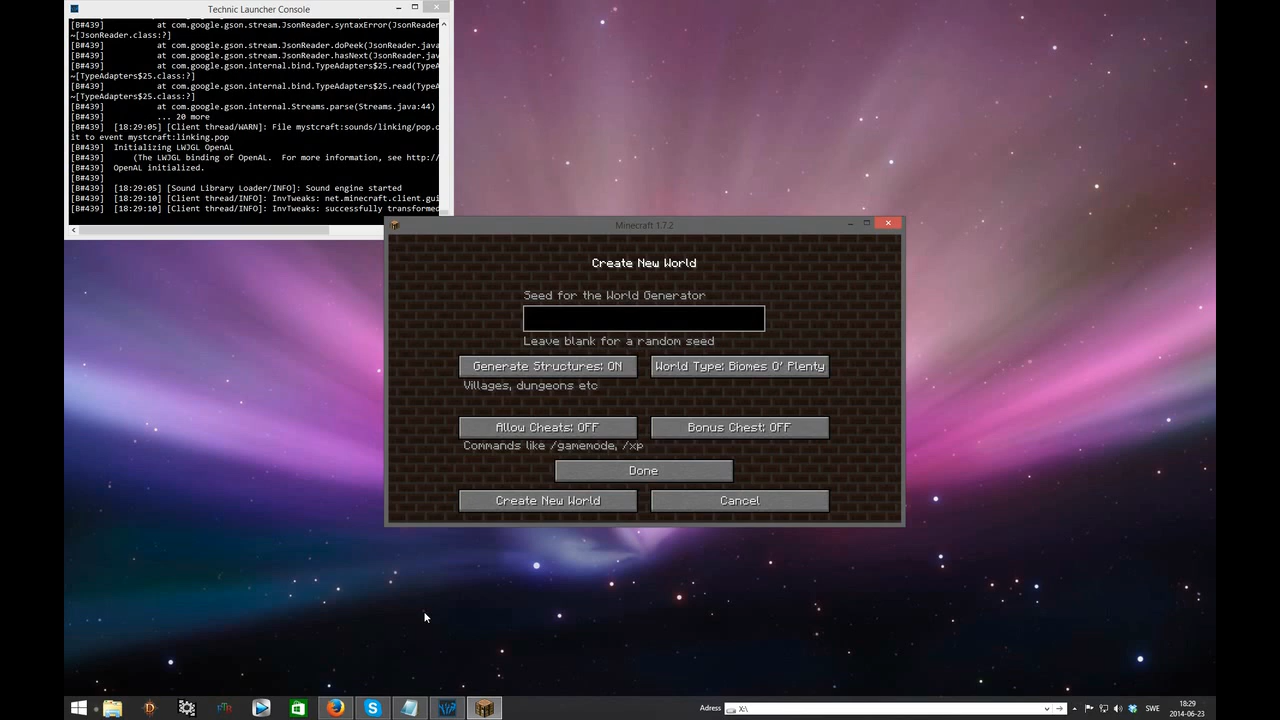 Technic Launcher Console
[B#439] at com.google.gson.stream.JsonReader.syntaxError(JsonReader
~[JsonReader.class:?]
[B#439] at com.google.gson.stream.JsonReader.doPeek(JsonReader.java
[B#439] at com.google.gson.stream.JsonReader.hasNext(JsonReader.jav
[B#439] at com.google.gson.internal.bind.TypeAdapters$25.read(TypeA
~[TypeAdapters$25.class:?]
[B#439] at com.google.gson.internal.bind.TypeAdapters$25.read(TypeA
~[TypeAdapters$25.class:?]
[B#439] at com.google.gson.internal.Streams.parse(Streams.java:44)
[B#439] ... 20 more
[B#439] [18:29:05] [Client thread/WARN]: File mystcraft:sounds/linking/pop.o
it to event mystcraft:linking.pop
[B#439] Initializing LWJGL OpenAL
[B#439] (The LWJGL binding of OpenAL. For more information, see http://
[B#439] OpenAL initialized.
[B#439]
[B#439] [18:29:05] [Sound Library Loader/INFO]: Sound engine started
[B#439] [18:29:10] [Client thread/INFO]: InvTweaks: net.minecraft.client.gui
[B#439] [18:29:10] [Client thread/INFO]: InvTweaks: successfully transformed
Minecraft 1.7.2
Create New World
Seed for the World Generator
Leave blank for a random seed
Generate Structures: ON World Type: Biomes O' Plenty
Villages, dungeons etc
Allow Cheats: OFF Bonus Chest: OFF
Commands like /gamemode, /xp
Done
Create New World Cancel
Adress X:\ SWE 18:29
2014-06-23